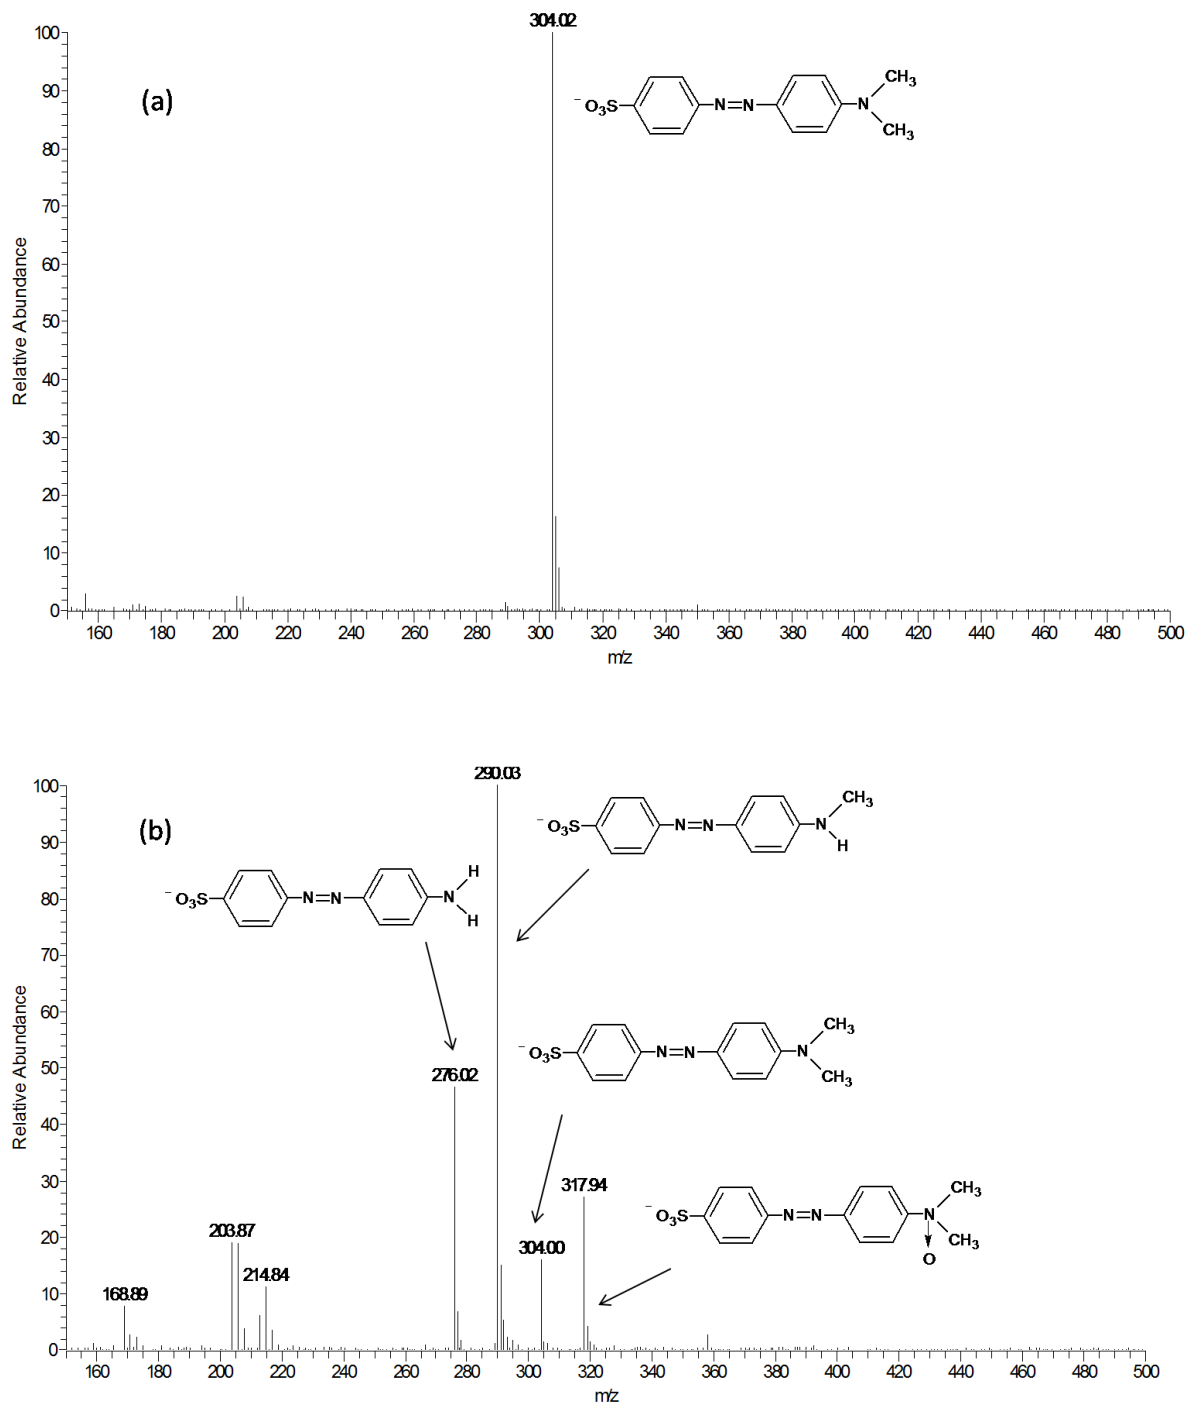 304.02
100
90
80
70
60
50
40
30
20
10
0
Relative Abundance
(a)
⁻O₃S
N=N
N
CH₃
CH₃
160 180 200 220 240 260 280 300 320 340 360 380 400 420 440 460 480 500
m/z
290.03
100
90
80
70
60
50
40
30
20
10
0
Relative Abundance
(b)
⁻O₃S
N=N
N
CH₃
H
⁻O₃S
N=N
N
H
H
⁻O₃S
N=N
N
CH₃
CH₃
276.02
⁻O₃S
N=N
N
CH₃
CH₃
O
317.94
304.00
203.87
214.84
168.89
160 180 200 220 240 260 280 300 320 340 360 380 400 420 440 460 480 500
m/z